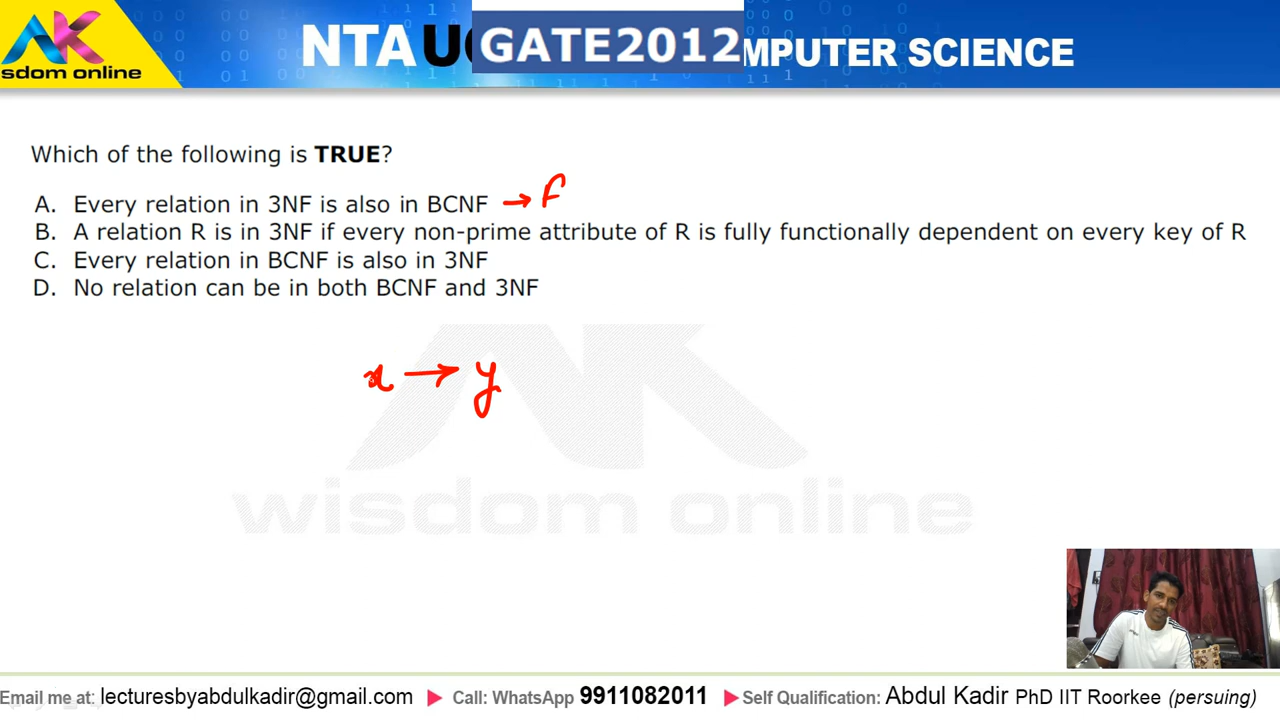 AK
sdom online
NTA U
GATE2012
MPUTER SCIENCE
Which of the following is TRUE?
A. Every relation in 3NF is also in BCNF → F
B. A relation R is in 3NF if every non-prime attribute of R is fully functionally dependent on every key of R
C. Every relation in BCNF is also in 3NF
D. No relation can be in both BCNF and 3NF
x → y
wisdom online
Email me at: lecturesbyabdulkadir@gmail.com ▶ Call: WhatsApp 9911082011 ▶ Self Qualification: Abdul Kadir PhD IIT Roorkee (persuing)